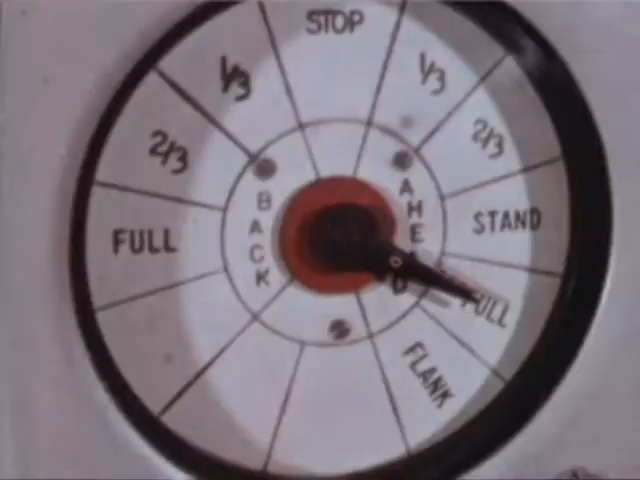 STOP
1/3
1/3
2/3
2/3
BACK
AHEAD
FULL
STAND
FULL
FLANK